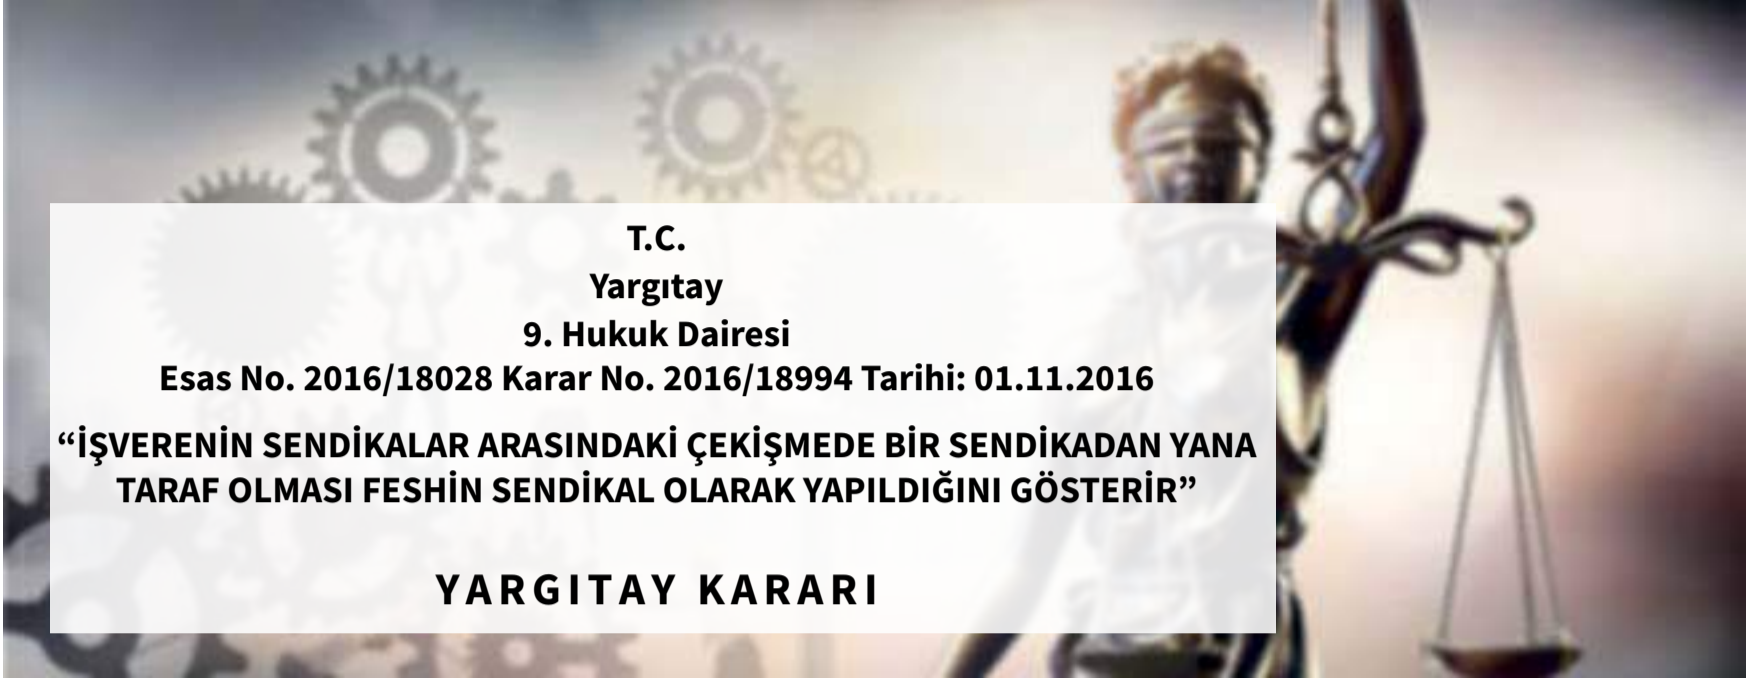 T.C.
Yargıtay
9. Hukuk Dairesi
Esas No. 2016/18028 Karar No. 2016/18994 Tarihi: 01.11.2016
“İŞVERENİN SENDİKALAR ARASINDAKİ ÇEKİŞMEDE BİR SENDİKADAN YANA
TARAF OLMASI FESHİN SENDİKAL OLARAK YAPILDIĞINI GÖSTERİR”
YARGITAY KARARI